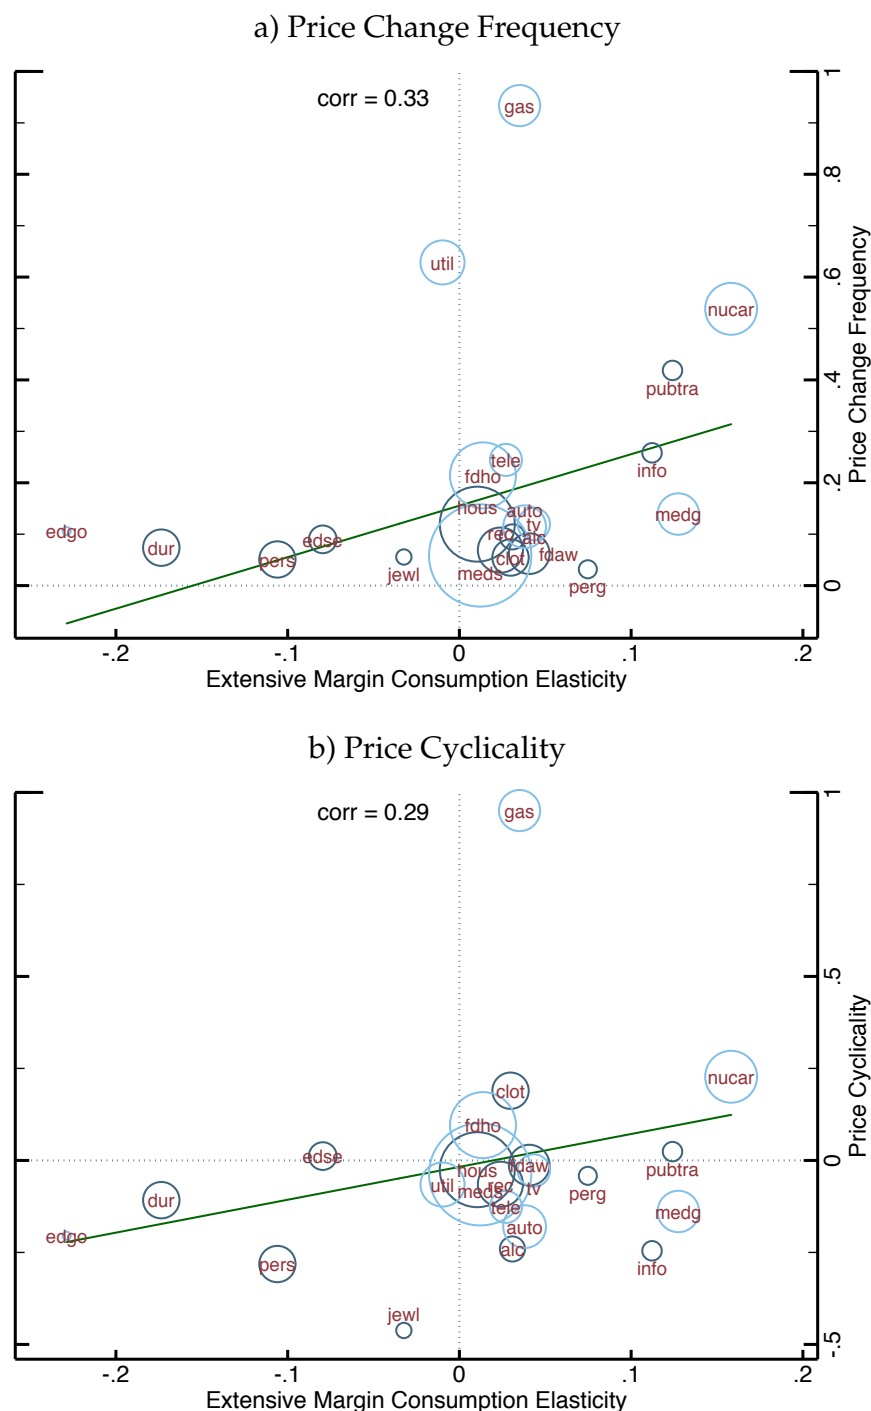 a) Price Change Frequency
corr = 0.33
gas
util
nucar
pubtra
tele
info
fdho
hous
auto
medg
tv
edgo
rec
alc
edse
dur
fdaw
pers
clot
jewl
meds
perg
1
.8
.6
.4
.2
0
Price Change Frequency
-.2 -.1 0 .1 .2
Extensive Margin Consumption Elasticity
b) Price Cyclicality
corr = 0.29
gas
nucar
clot
fdho
edse
fdaw
hous
pubtra
util
rec
meds
tv
perg
dur
tele
medg
auto
edgo
alc
pers
info
jewl
1
.5
0
-.5
Price Cyclicality
-.2 -.1 0 .1 .2
Extensive Margin Consumption Elasticity